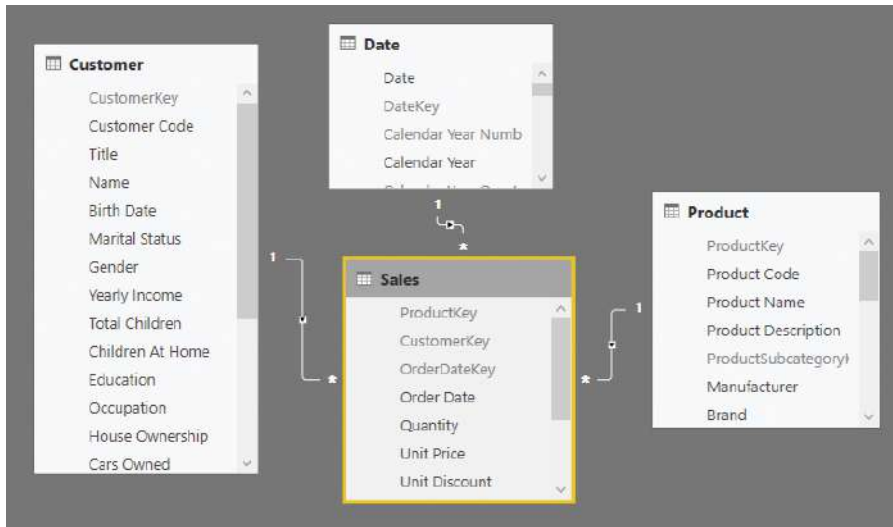 Customer
CustomerKey
Customer Code
Title
Name
Birth Date
Marital Status
Gender
Yearly Income
Total Children
Children At Home
Education
Occupation
House Ownership
Cars Owned
Date
Date
DateKey
Calendar Year Numb
Calendar Year
1
*
1
*
Sales
ProductKey
CustomerKey
OrderDateKey
Order Date
Quantity
Unit Price
Unit Discount
1
*
Product
ProductKey
Product Code
Product Name
Product Description
ProductSubcategoryK
Manufacturer
Brand